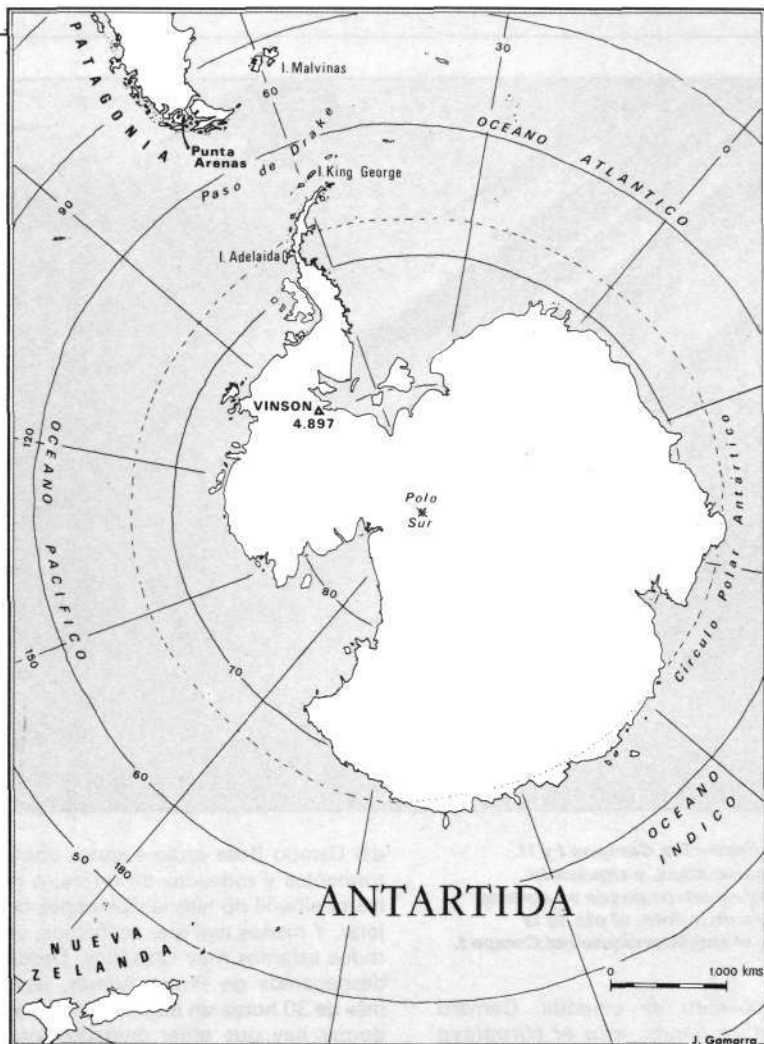 PATAGONIA
I. Malvinas
60
30
0
Punta Arenas
Paso de Drake
OCEANO ATLANTICO
I. King George
90
I. Adelaida
VINSON
4.897
120
OCEANO PACIFICO
Polo
Sur
Círculo Polar Antártico
80
150
70
60
50
180
OCEANO
INDICO
ANTARTIDA
NUEVA
ZELANDA
0
1.000 kms
J. Gamarra